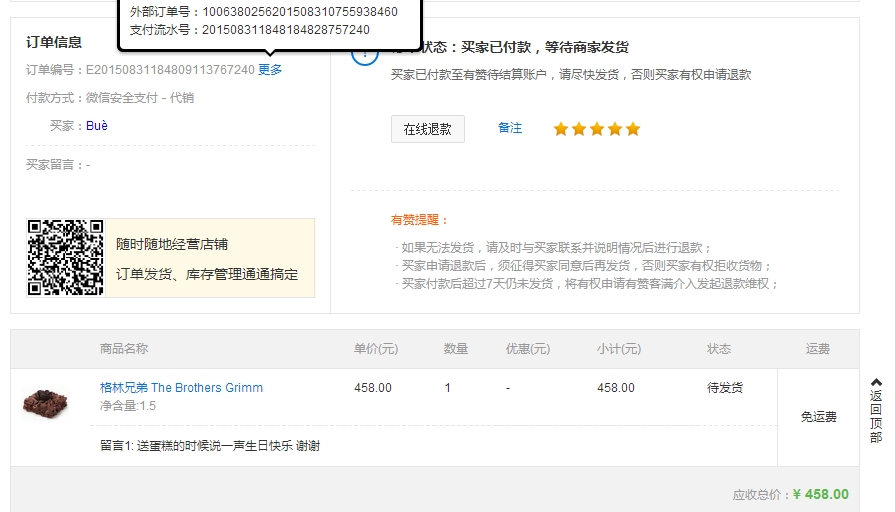 外部订单号：1006380256201508310755938460
支付流水号：201508311848184828757240
订单信息
订单编号：E20150831184809113767240 更多
付款方式：微信安全支付 - 代销
买家：Buè
买家留言：-
随时随地经营店铺
订单发货、库存管理通通搞定
状态：买家已付款，等待商家发货
买家已付款至有赞待结算账户，请尽快发货，否则买家有权申请退款
在线退款 备注
有赞提醒：
· 如果无法发货，请及时与买家联系并说明情况后进行退款；
· 买家申请退款后，须征得买家同意后再发货，否则买家有权拒收货物；
· 买家付款后超过7天仍未发货，将有权申请有赞客满介入发起退款维权；
商品名称 单价(元) 数量 优惠(元) 小计(元) 状态 运费
格林兄弟 The Brothers Grimm 458.00 1 - 458.00 待发货
净含量:1.5
免运费
留言1: 送蛋糕的时候说一声生日快乐 谢谢
应收总价：¥ 458.00
返回顶部